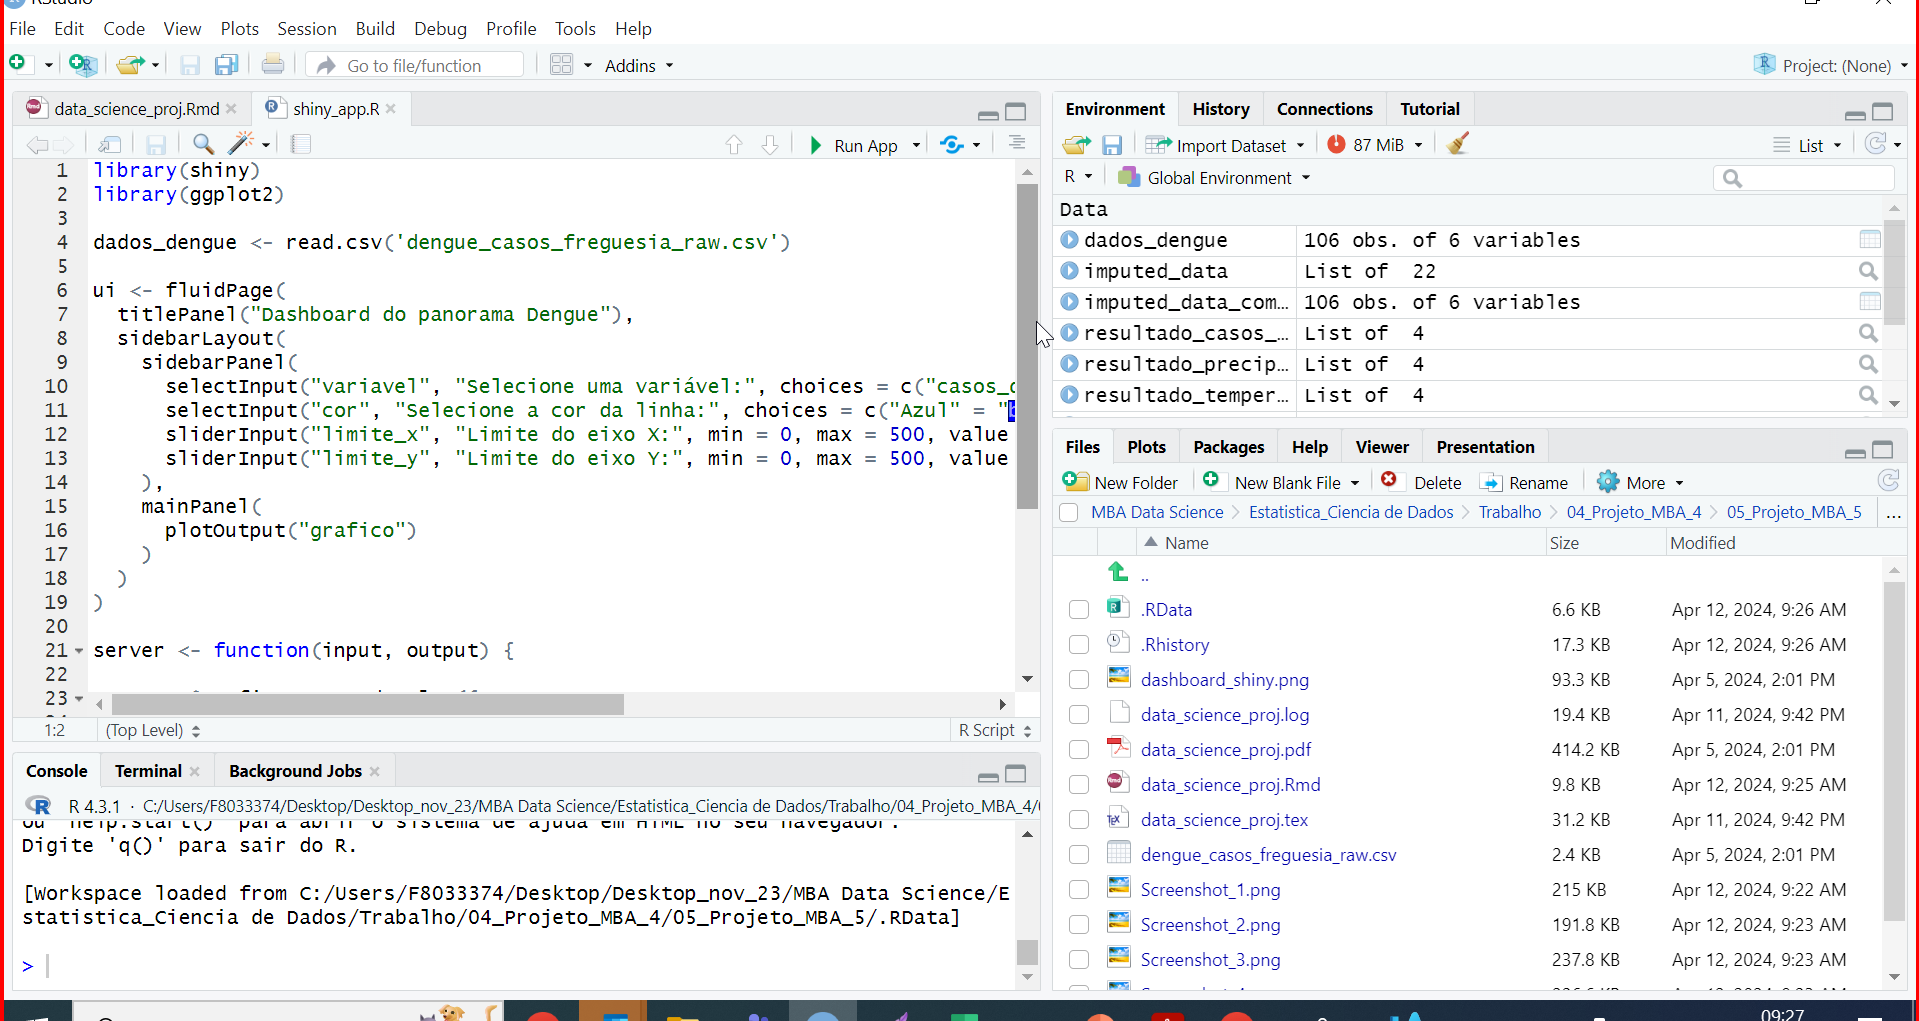 RStudio
File Edit Code View Plots Session Build Debug Profile Tools Help
Go to file/function Addins Project: (None)
data_science_proj.Rmd shiny_app.R
Run App
1 library(shiny)
2 library(ggplot2)
3
4 dados_dengue <- read.csv('dengue_casos_freguesia_raw.csv')
5
6 ui <- fluidPage(
7 titlePanel("Dashboard do panorama Dengue"),
8 sidebarLayout(
9 sidebarPanel(
10 selectInput("variavel", "Selecione uma variável:", choices = c("casos_
11 selectInput("cor", "Selecione a cor da linha:", choices = c("Azul" = "b
12 sliderInput("limite_x", "Limite do eixo X:", min = 0, max = 500, value
13 sliderInput("limite_y", "Limite do eixo Y:", min = 0, max = 500, value
14 ),
15 mainPanel(
16 plotOutput("grafico")
17 )
18 )
19 )
20
21 server <- function(input, output) {
22
23
1:2 (Top Level) R Script
Console Terminal Background Jobs
R 4.3.1 · C:/Users/F8033374/Desktop/Desktop_nov_23/MBA Data Science/Estatistica_Ciencia de Dados/Trabalho/04_Projeto_MBA_4/
ou 'help.start()' para abrir o sistema de ajuda em HTML no seu navegador.
Digite 'q()' para sair do R.
[Workspace loaded from C:/Users/F8033374/Desktop/Desktop_nov_23/MBA Data Science/E
statistica_Ciencia de Dados/Trabalho/04_Projeto_MBA_4/05_Projeto_MBA_5/.RData]
>
Environment History Connections Tutorial
Import Dataset 87 MiB List
R Global Environment
Data
dados_dengue 106 obs. of 6 variables
imputed_data List of 22
imputed_data_com… 106 obs. of 6 variables
resultado_casos_… List of 4
resultado_precip… List of 4
resultado_temper… List of 4
Files Plots Packages Help Viewer Presentation
New Folder New Blank File Delete Rename More
MBA Data Science Estatistica_Ciencia de Dados Trabalho 04_Projeto_MBA_4 05_Projeto_MBA_5 ...
Name Size Modified
..
.RData 6.6 KB Apr 12, 2024, 9:26 AM
.Rhistory 17.3 KB Apr 12, 2024, 9:26 AM
dashboard_shiny.png 93.3 KB Apr 5, 2024, 2:01 PM
data_science_proj.log 19.4 KB Apr 11, 2024, 9:42 PM
data_science_proj.pdf 414.2 KB Apr 5, 2024, 2:01 PM
data_science_proj.Rmd 9.8 KB Apr 12, 2024, 9:25 AM
data_science_proj.tex 31.2 KB Apr 11, 2024, 9:42 PM
dengue_casos_freguesia_raw.csv 2.4 KB Apr 5, 2024, 2:01 PM
Screenshot_1.png 215 KB Apr 12, 2024, 9:22 AM
Screenshot_2.png 191.8 KB Apr 12, 2024, 9:23 AM
Screenshot_3.png 237.8 KB Apr 12, 2024, 9:23 AM
09:27